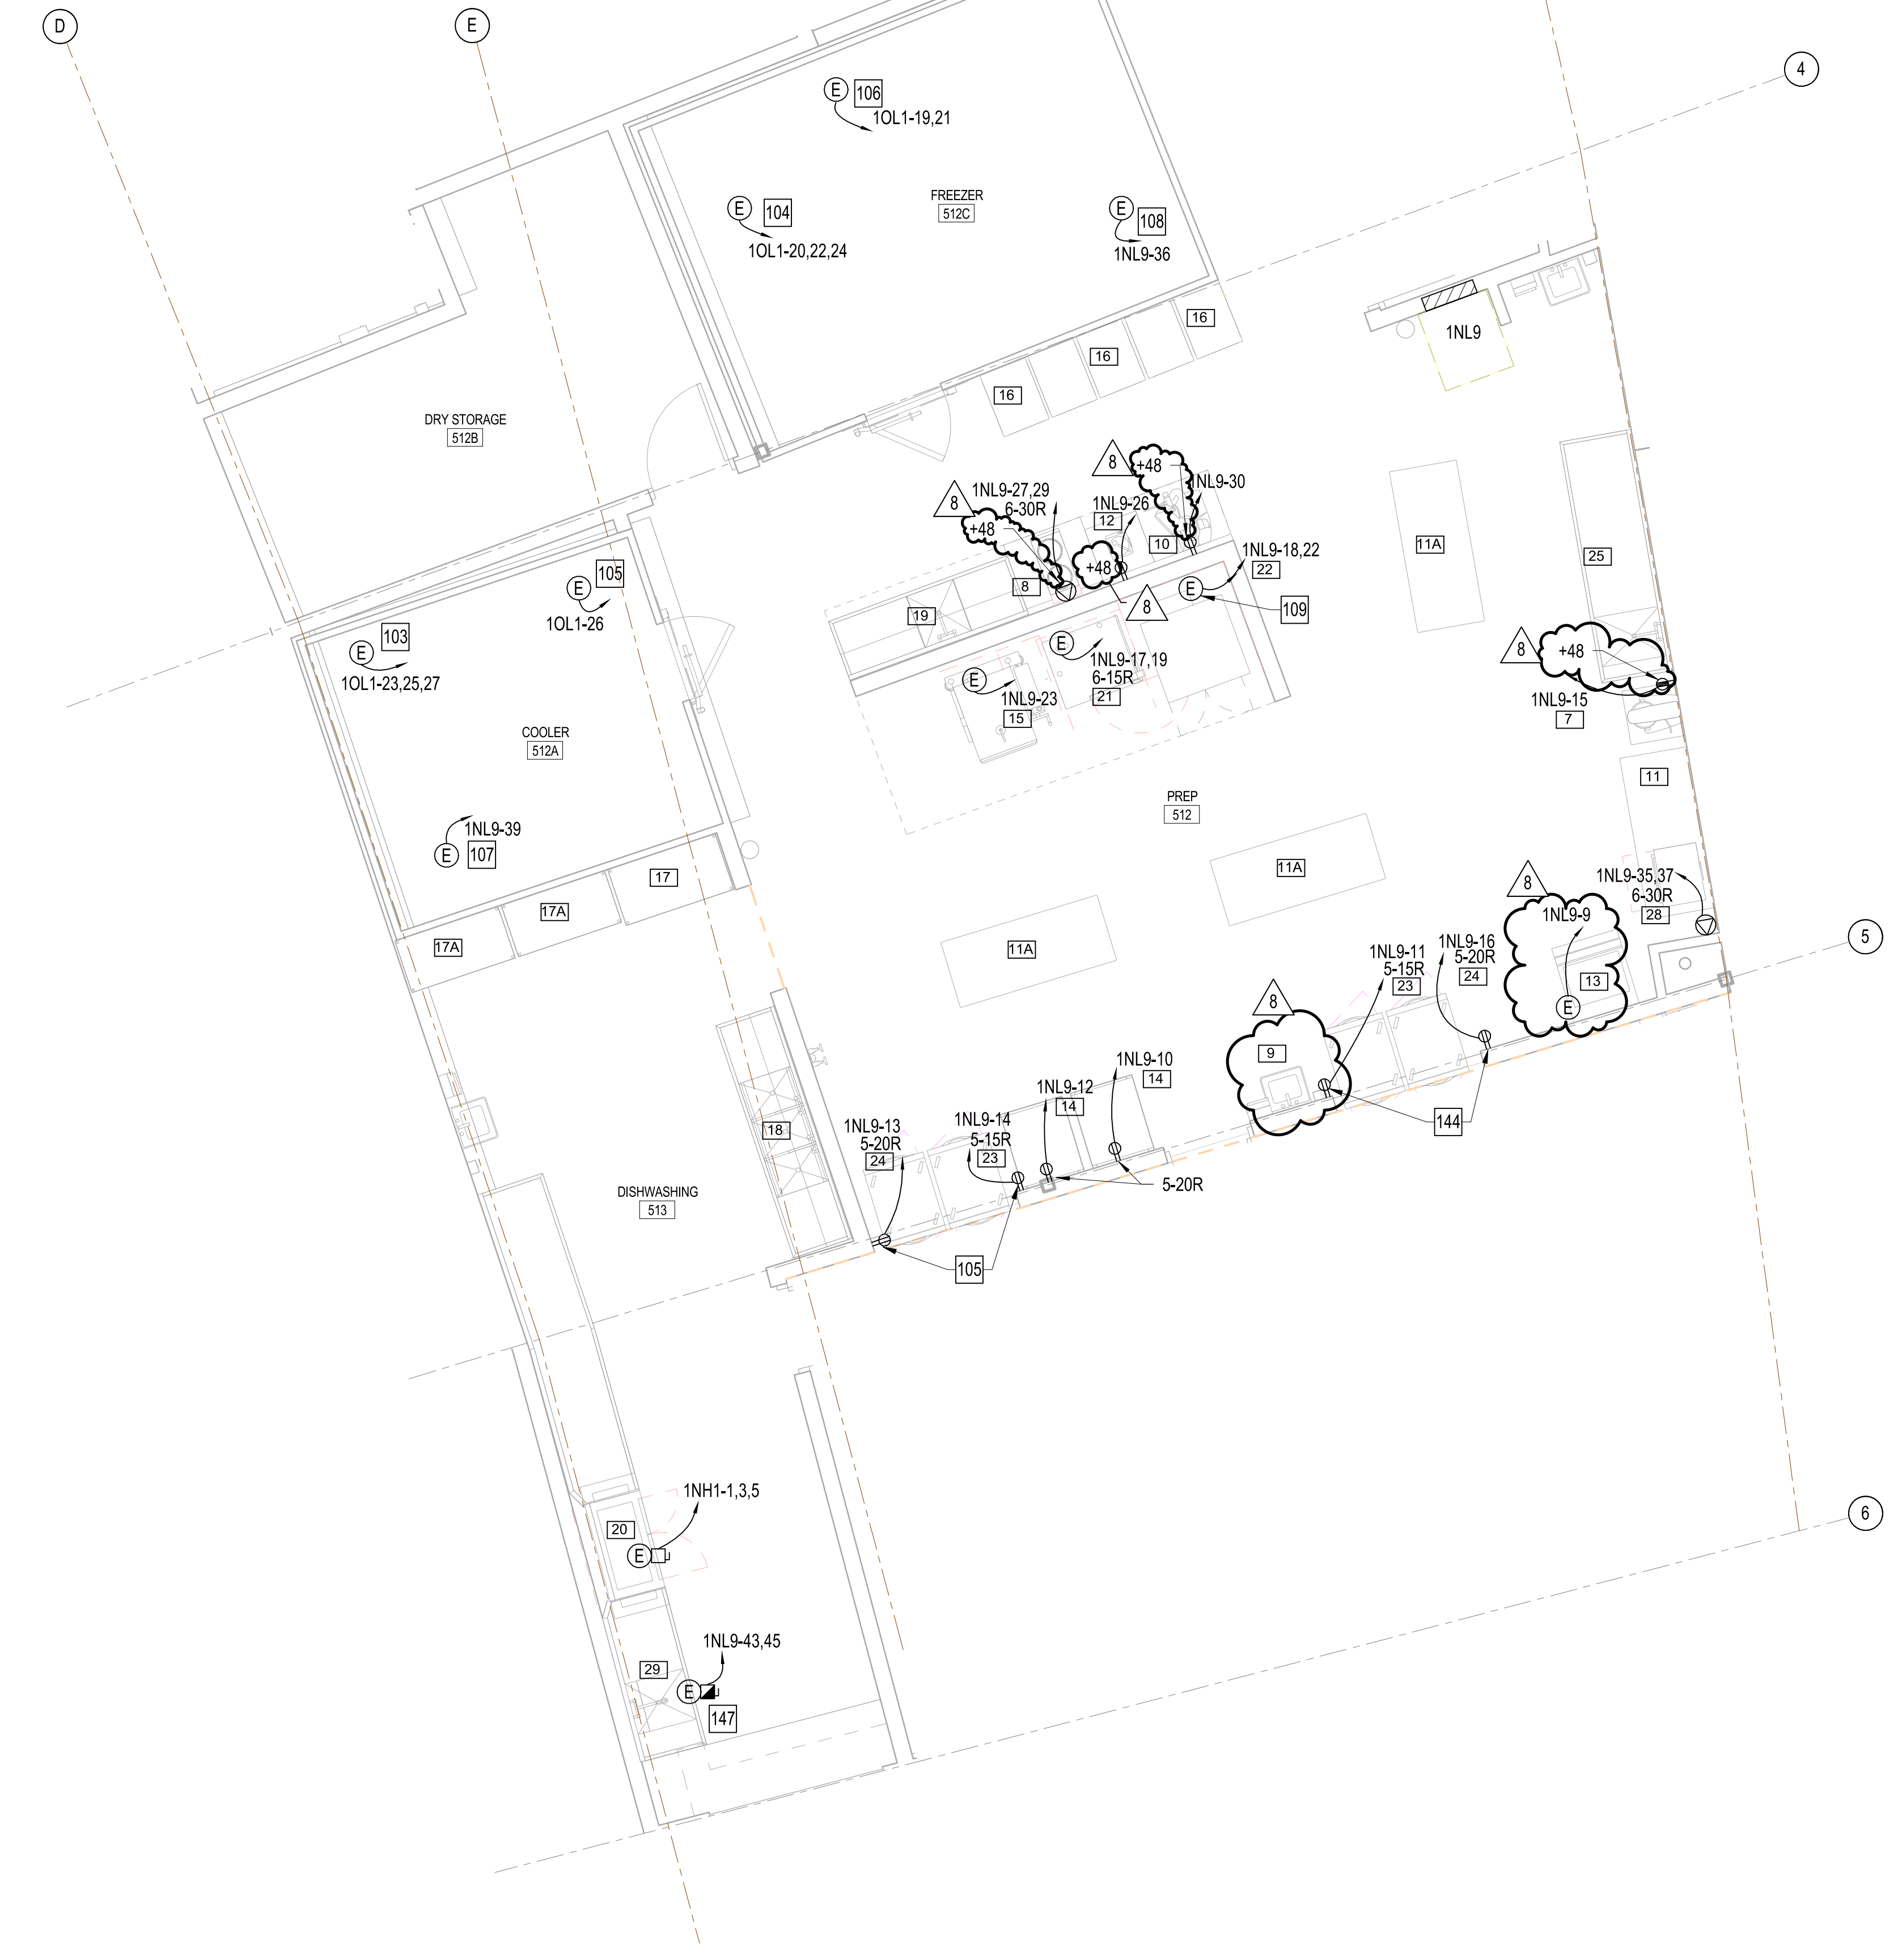 D
E
4
E
106
1OL1-19,21
E
104
1OL1-20,22,24
FREEZER
512C
E
108
1NL9-36
16
16
16
1NL9
DRY STORAGE
512B
8
+48
1NL9-30
8
+48
1NL9-27,29
6-30R
1NL9-26
12
10
+48
8
8
1NL9-18,22
22
E
109
11A
25
19
E
105
1OL1-26
103
E
1OL1-23,25,27
E
1NL9-17,19
6-15R
21
E
1NL9-23
15
8
+48
1NL9-15
7
COOLER
512A
11
PREP
512
1NL9-39
E
107
17
17A
17A
11A
11A
8
1NL9-9
13
E
1NL9-35,37
6-30R
28
5
1NL9-11
5-15R
23
1NL9-16
5-20R
24
8
9
144
1NL9-10
14
1NL9-12
14
1NL9-14
5-15R
23
1NL9-13
5-20R
24
5-20R
105
18
DISHWASHING
513
1NH1-1,3,5
20
E
6
1NL9-43,45
29
E
147